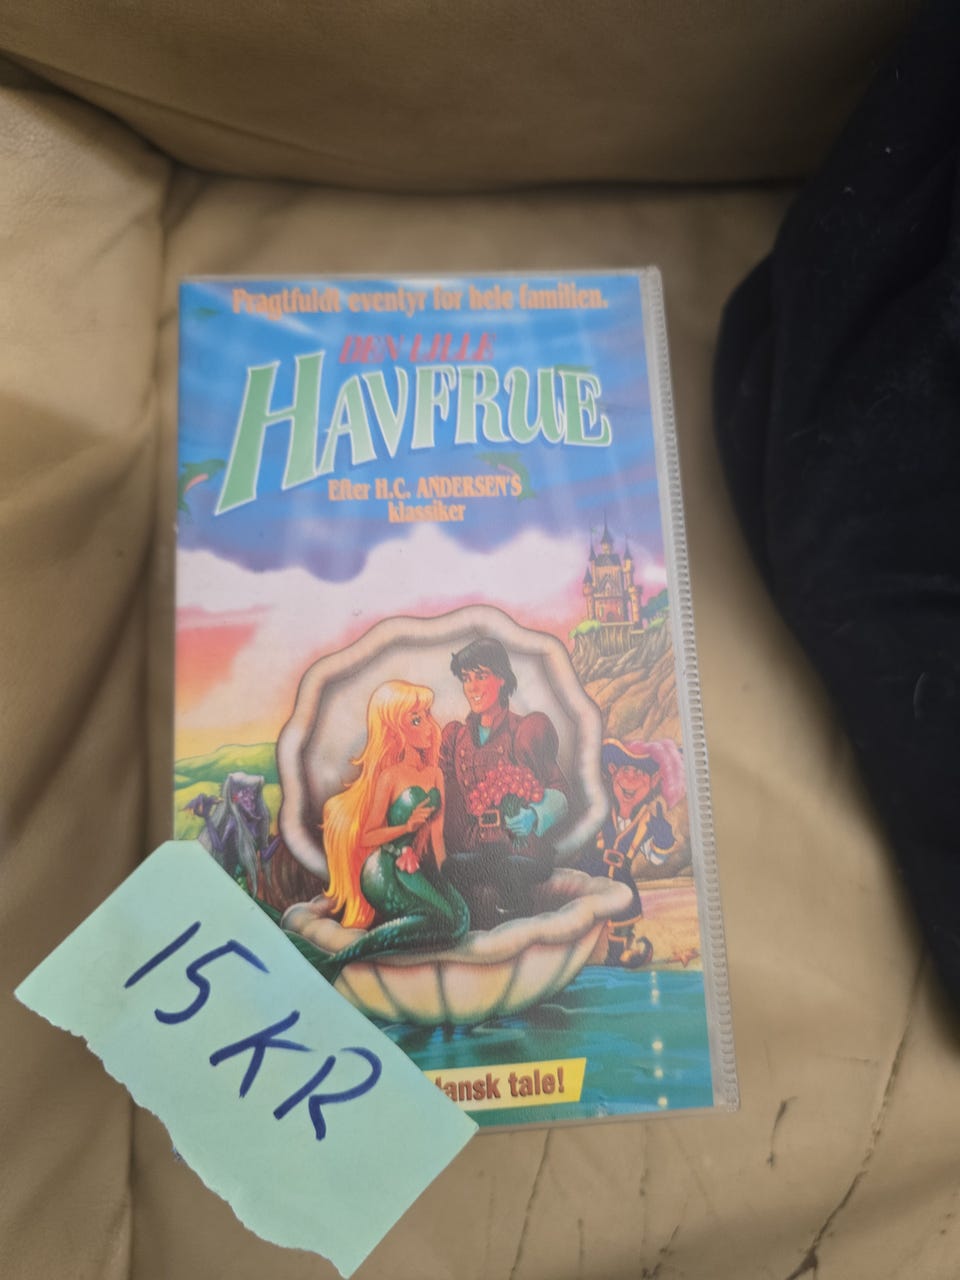 Pragtfuldt eventyr for hele familien.
DEN LILLE
HAVFRUE
Efter H.C. ANDERSEN'S
klassiker
dansk tale!
15 KR